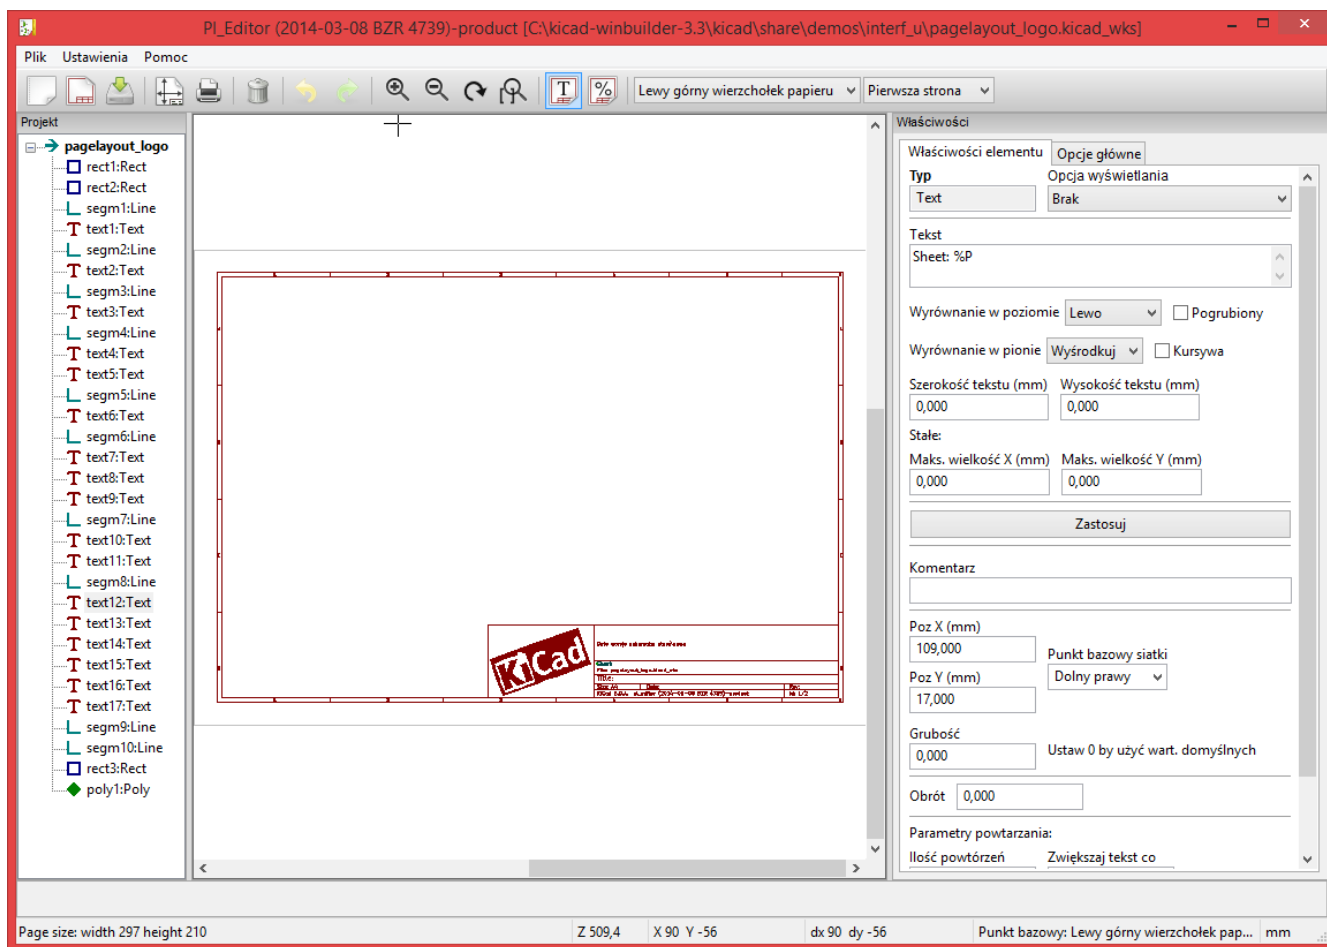 Pl_Editor (2014-03-08 BZR 4739)-product [C:\kicad-winbuilder-3.3\kicad\share\demos\interf_u\pagelayout_logo.kicad_wks]
Plik Ustawienia Pomoc
Lewy górny wierzchołek papieru Pierwsza strona
Projekt
pagelayout_logo
rect1:Rect
rect2:Rect
segm1:Line
text1:Text
segm2:Line
text2:Text
segm3:Line
text3:Text
segm4:Line
text4:Text
text5:Text
segm5:Line
text6:Text
segm6:Line
text7:Text
text8:Text
text9:Text
segm7:Line
text10:Text
text11:Text
segm8:Line
text12:Text
text13:Text
text14:Text
text15:Text
text16:Text
text17:Text
segm9:Line
segm10:Line
rect3:Rect
poly1:Poly
KiCad
Title:
Właściwości
Właściwości elementu Opcje główne
Typ Opcja wyświetlania
Text Brak
Tekst
Sheet: %P
Wyrównanie w poziomie Lewo Pogrubiony
Wyrównanie w pionie Wyśrodkuj Kursywa
Szerokość tekstu (mm) Wysokość tekstu (mm)
0,000 0,000
Stałe:
Maks. wielkość X (mm) Maks. wielkość Y (mm)
0,000 0,000
Zastosuj
Komentarz
Poz X (mm)
109,000
Punkt bazowy siatki
Poz Y (mm) Dolny prawy
17,000
Grubość
0,000 Ustaw 0 by użyć wart. domyślnych
Obrót 0,000
Parametry powtarzania:
Ilość powtórzeń Zwiększaj tekst co
Page size: width 297 height 210 Z 509,4 X 90 Y -56 dx 90 dy -56 Punkt bazowy: Lewy górny wierzchołek pap... mm